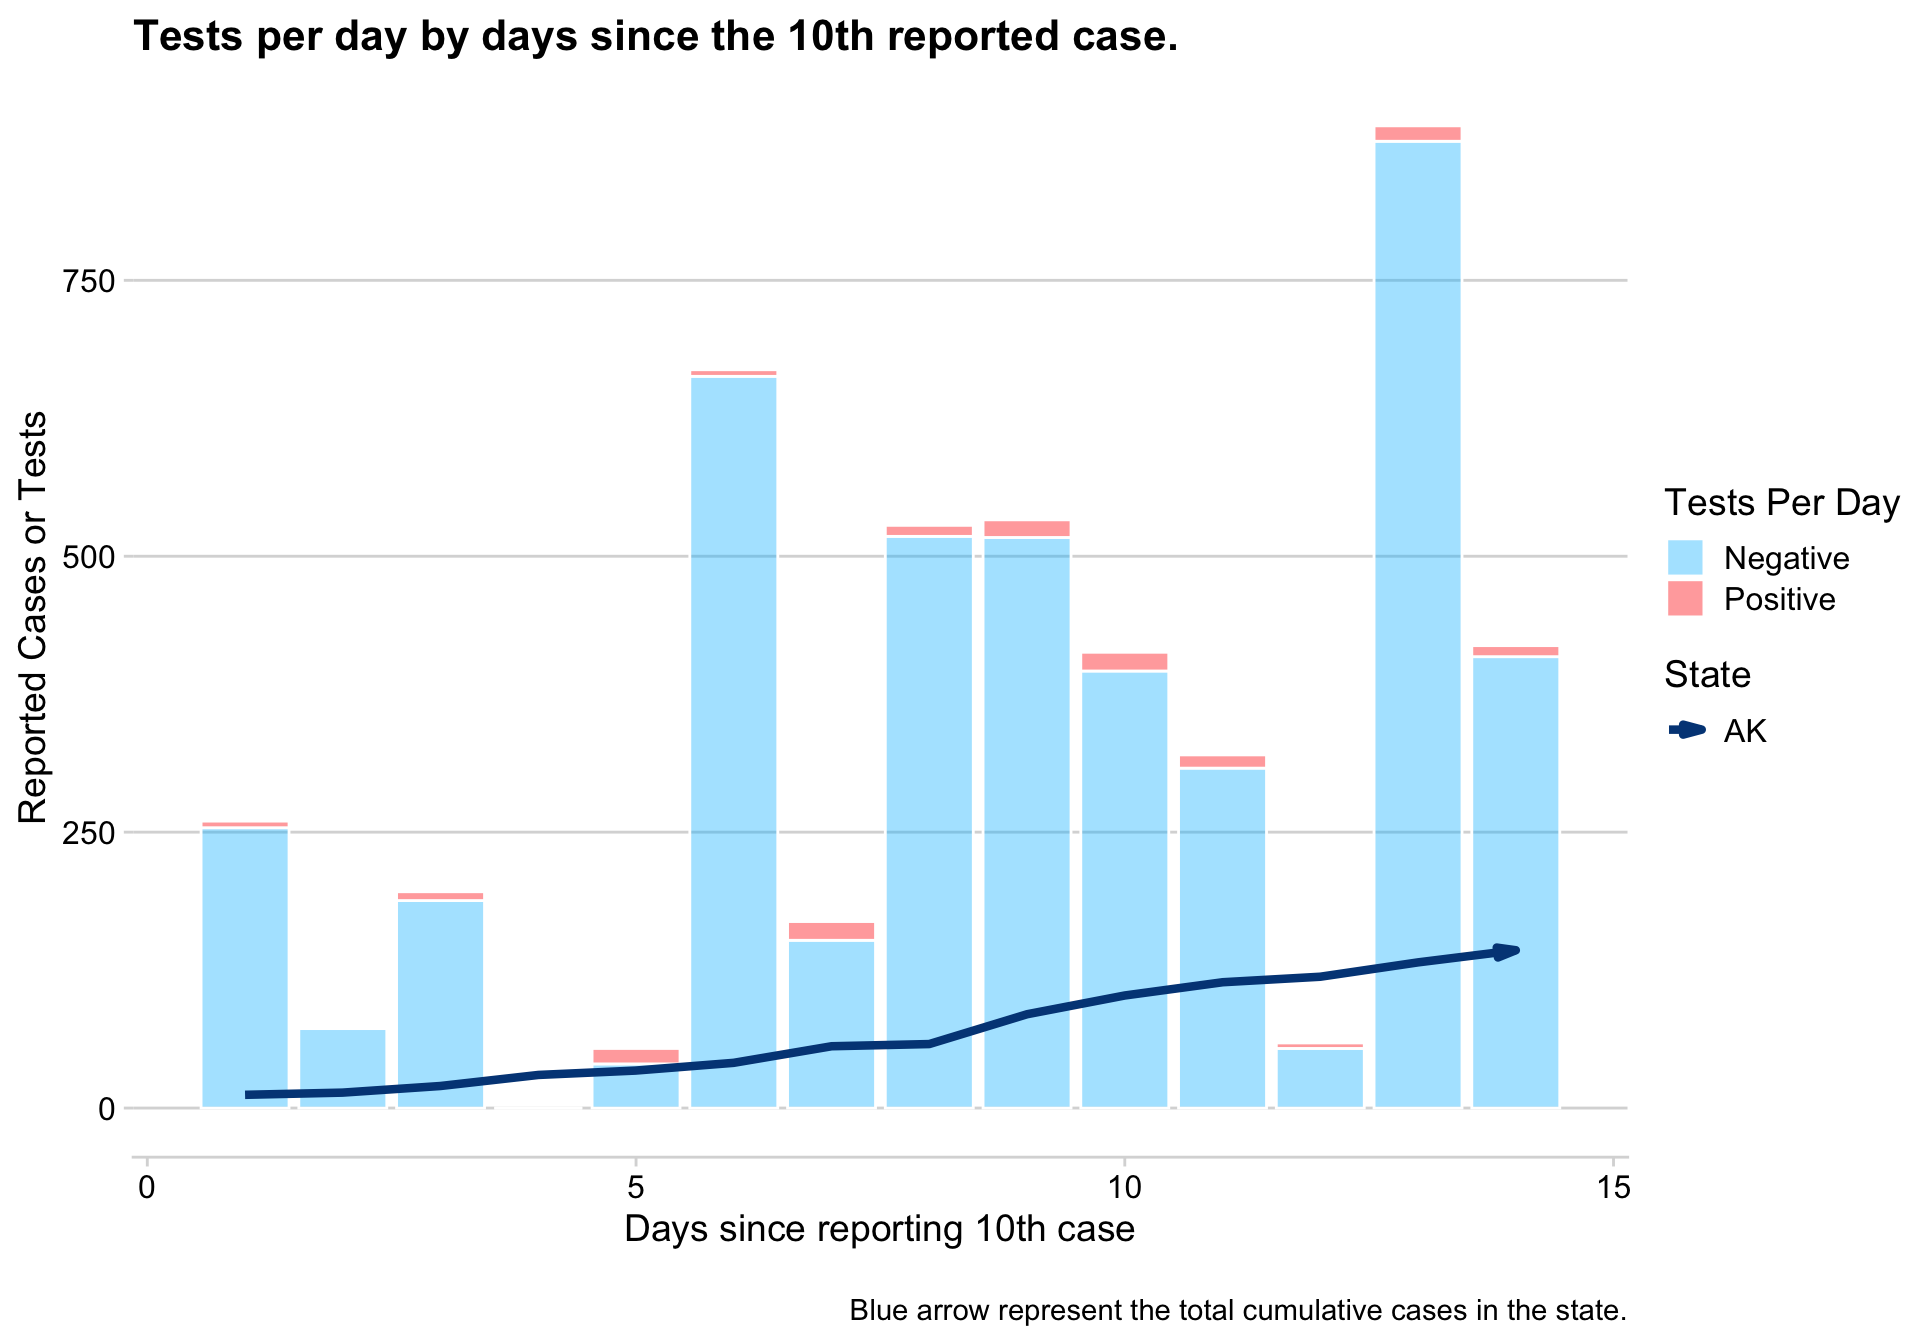 Tests per day by days since the 10th reported case.
Reported Cases or Tests
750
500
250
0
0
5
10
15
Days since reporting 10th case
Tests Per Day
Negative
Positive
State
AK
Blue arrow represent the total cumulative cases in the state.